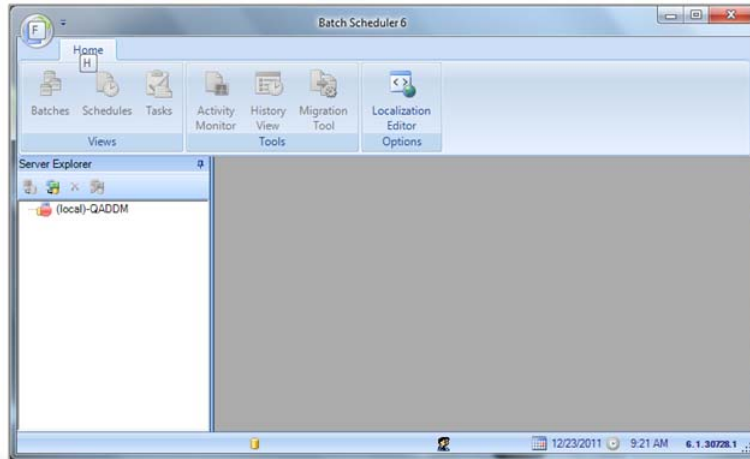 F
Batch Scheduler 6
Home
H
Batches Schedules Tasks
Activity Monitor
History View
Migration Tool
Localization Editor
Views
Tools
Options
Server Explorer
(local)-QADDM
12/23/2011 9:21 AM 6.1.30728.1